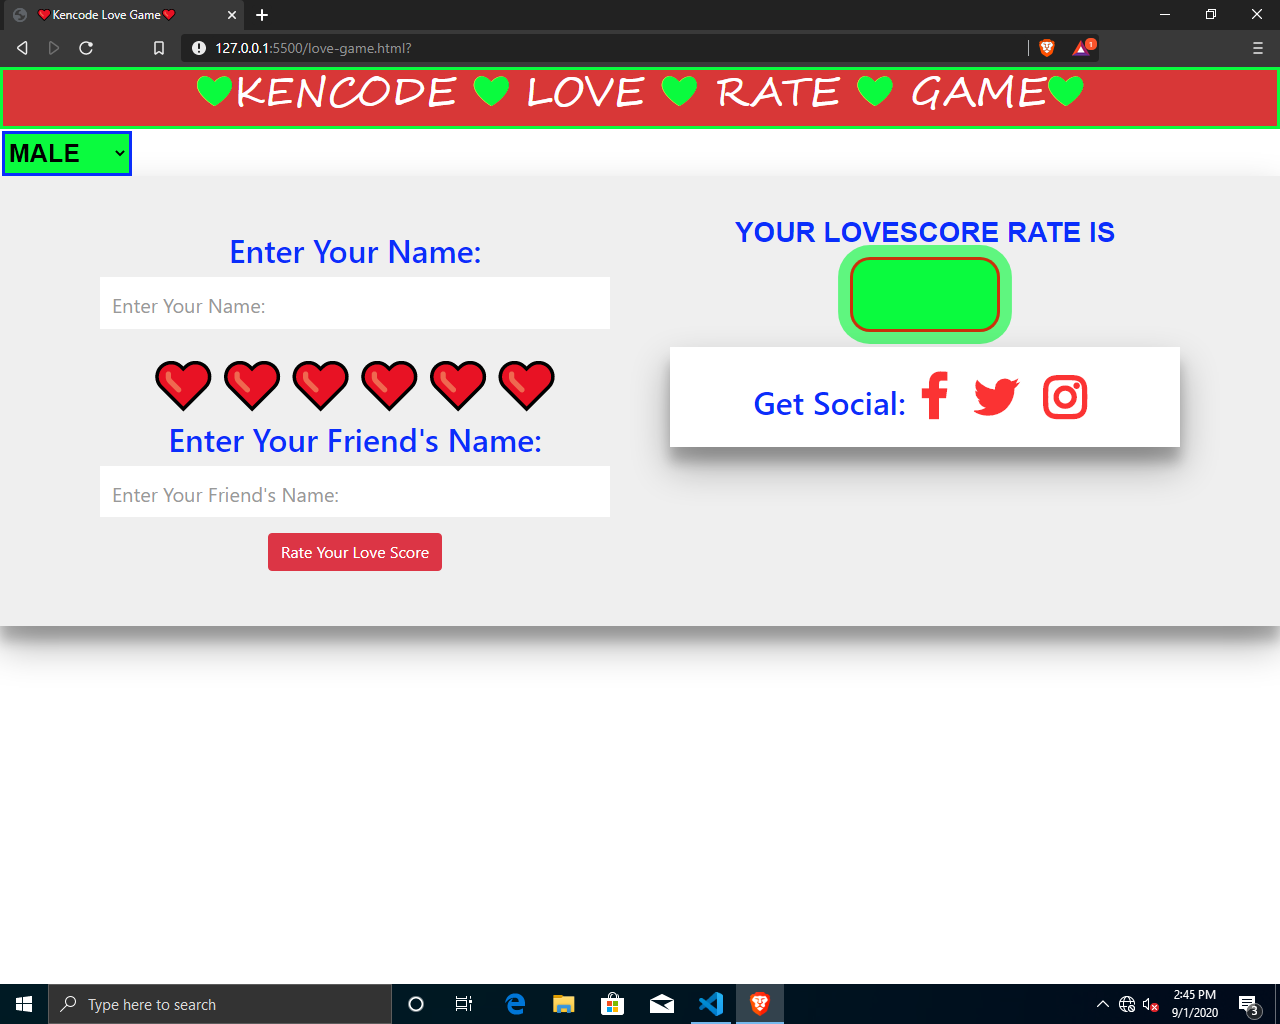 Kencode Love Game
127.0.0.1:5500/love-game.html?
1
KENCODE LOVE RATE GAME
MALE
YOUR LOVESCORE RATE IS
Enter Your Name:
Enter Your Name:
Get Social:
Enter Your Friend's Name:
Enter Your Friend's Name:
Rate Your Love Score
Type here to search
2:45 PM
9/1/2020
3